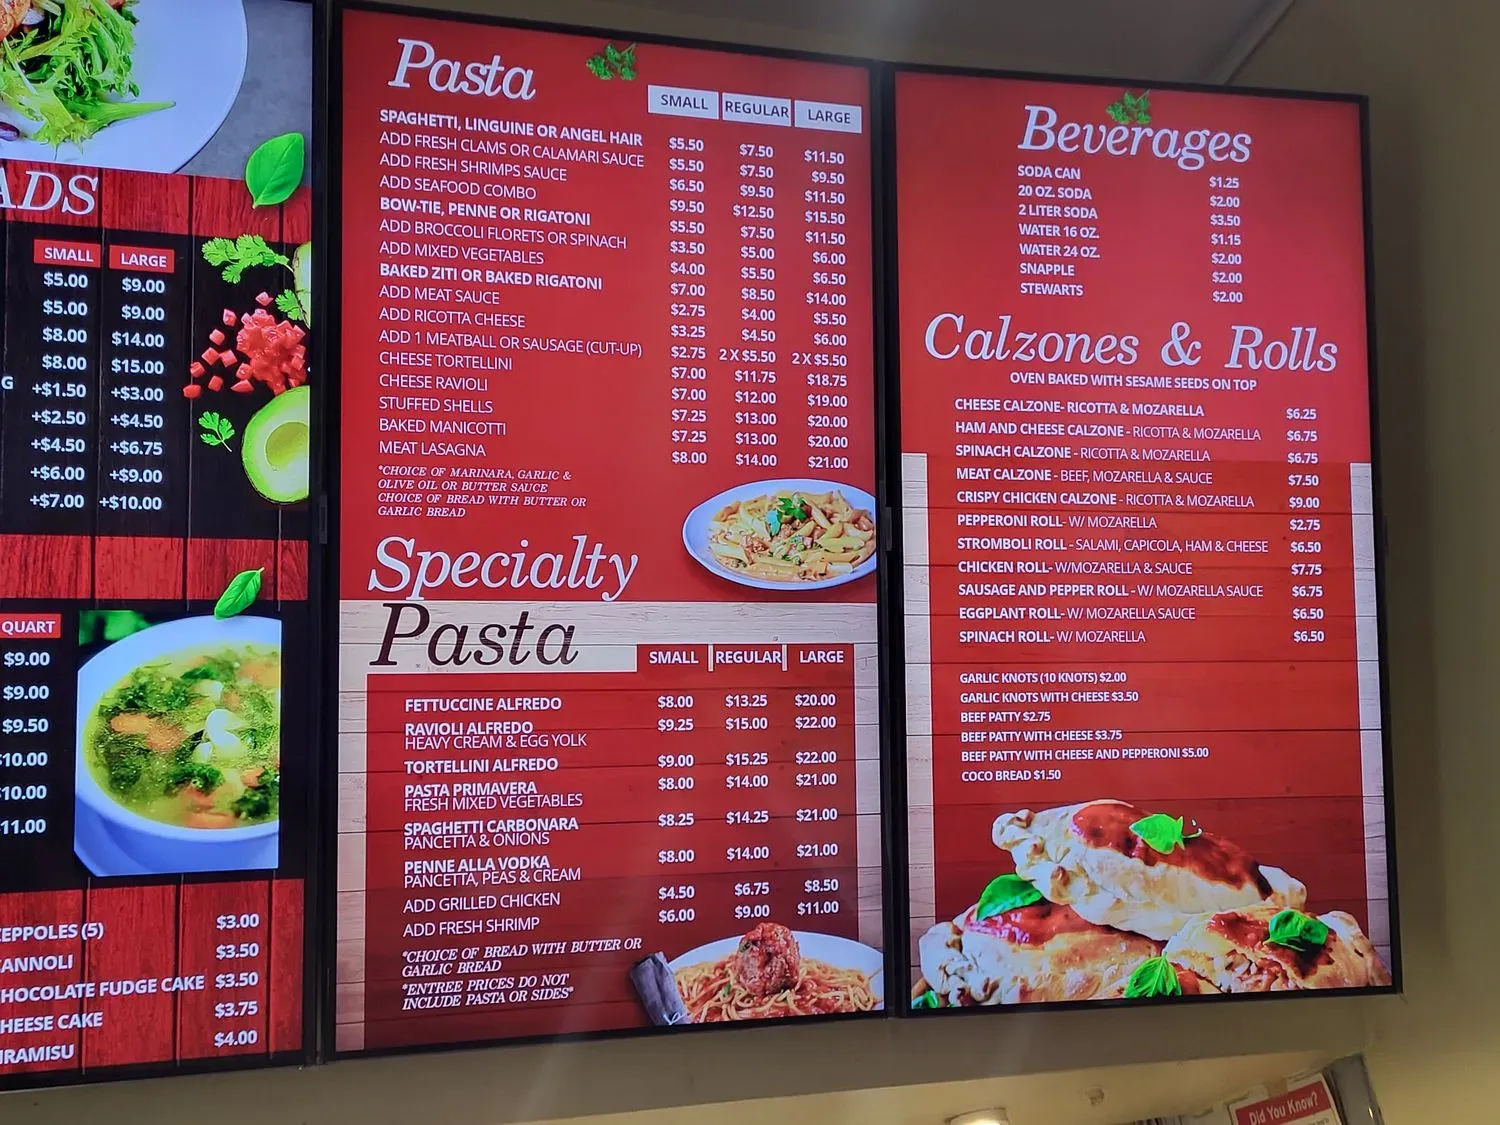 ADS
SMALL LARGE
$5.00 $9.00
$5.00 $9.00
$8.00 $14.00
$8.00 $15.00
G +$1.50 +$3.00
+$2.50 +$4.50
+$4.50 +$6.75
+$6.00 +$9.00
+$7.00 +$10.00
QUART
$9.00
$9.00
$9.50
10.00
10.00
11.00
EPPOLES (5) $3.00
ANNOLI $3.50
HOCOLATE FUDGE CAKE $3.50
HEESE CAKE $3.75
IRAMISU $4.00
Pasta
SMALL REGULAR LARGE
SPAGHETTI, LINGUINE OR ANGEL HAIR $5.50 $7.50 $11.50
ADD FRESH CLAMS OR CALAMARI SAUCE $5.50 $7.50 $9.50
ADD FRESH SHRIMPS SAUCE $6.50 $9.50 $11.50
ADD SEAFOOD COMBO $9.50 $12.50 $15.50
BOW-TIE, PENNE OR RIGATONI $5.50 $7.50 $11.50
ADD BROCCOLI FLORETS OR SPINACH $3.50 $5.00 $6.00
ADD MIXED VEGETABLES $4.00 $5.50 $6.50
BAKED ZITI OR BAKED RIGATONI $7.00 $8.50 $14.00
ADD MEAT SAUCE $2.75 $4.00 $5.50
ADD RICOTTA CHEESE $3.25 $4.50 $6.00
ADD 1 MEATBALL OR SAUSAGE (CUT-UP) $2.75 2 X $5.50 2 X $5.50
CHEESE TORTELLINI $7.00 $11.75 $18.75
CHEESE RAVIOLI $7.00 $12.00 $19.00
STUFFED SHELLS $7.25 $13.00 $20.00
BAKED MANICOTTI $7.25 $13.00 $20.00
MEAT LASAGNA $8.00 $14.00 $21.00
*CHOICE OF MARINARA, GARLIC &
OLIVE OIL OR BUTTER SAUCE
CHOICE OF BREAD WITH BUTTER OR
GARLIC BREAD
Specialty
Pasta
SMALL REGULAR LARGE
FETTUCCINE ALFREDO $8.00 $13.25 $20.00
RAVIOLI ALFREDO $9.25 $15.00 $22.00
HEAVY CREAM & EGG YOLK
TORTELLINI ALFREDO $9.00 $15.25 $22.00
PASTA PRIMAVERA $8.00 $14.00 $21.00
FRESH MIXED VEGETABLES
SPAGHETTI CARBONARA $8.25 $14.25 $21.00
PANCETTA & ONIONS
PENNE ALLA VODKA $8.00 $14.00 $21.00
PANCETTA, PEAS & CREAM
ADD GRILLED CHICKEN $4.50 $6.75 $8.50
ADD FRESH SHRIMP $6.00 $9.00 $11.00
*CHOICE OF BREAD WITH BUTTER OR
GARLIC BREAD
*ENTREE PRICES DO NOT
INCLUDE PASTA OR SIDES*
Beverages
SODA CAN $1.25
20 OZ. SODA $2.00
2 LITER SODA $3.50
WATER 16 OZ. $1.15
WATER 24 OZ. $2.00
SNAPPLE $2.00
STEWARTS $2.00
Calzones & Rolls
OVEN BAKED WITH SESAME SEEDS ON TOP
CHEESE CALZONE- RICOTTA & MOZARELLA $6.25
HAM AND CHEESE CALZONE - RICOTTA & MOZARELLA $6.75
SPINACH CALZONE - RICOTTA & MOZARELLA $6.75
MEAT CALZONE - BEEF, MOZARELLA & SAUCE $7.50
CRISPY CHICKEN CALZONE - RICOTTA & MOZARELLA $9.00
PEPPERONI ROLL- W/ MOZARELLA $2.75
STROMBOLI ROLL - SALAMI, CAPICOLA, HAM & CHEESE $6.50
CHICKEN ROLL- W/MOZARELLA & SAUCE $7.75
SAUSAGE AND PEPPER ROLL - W/ MOZARELLA SAUCE $6.75
EGGPLANT ROLL- W/ MOZARELLA SAUCE $6.50
SPINACH ROLL- W/ MOZARELLA $6.50
GARLIC KNOTS (10 KNOTS) $2.00
GARLIC KNOTS WITH CHEESE $3.50
BEEF PATTY $2.75
BEEF PATTY WITH CHEESE $3.75
BEEF PATTY WITH CHEESE AND PEPPERONI $5.00
COCO BREAD $1.50
Did You Know?